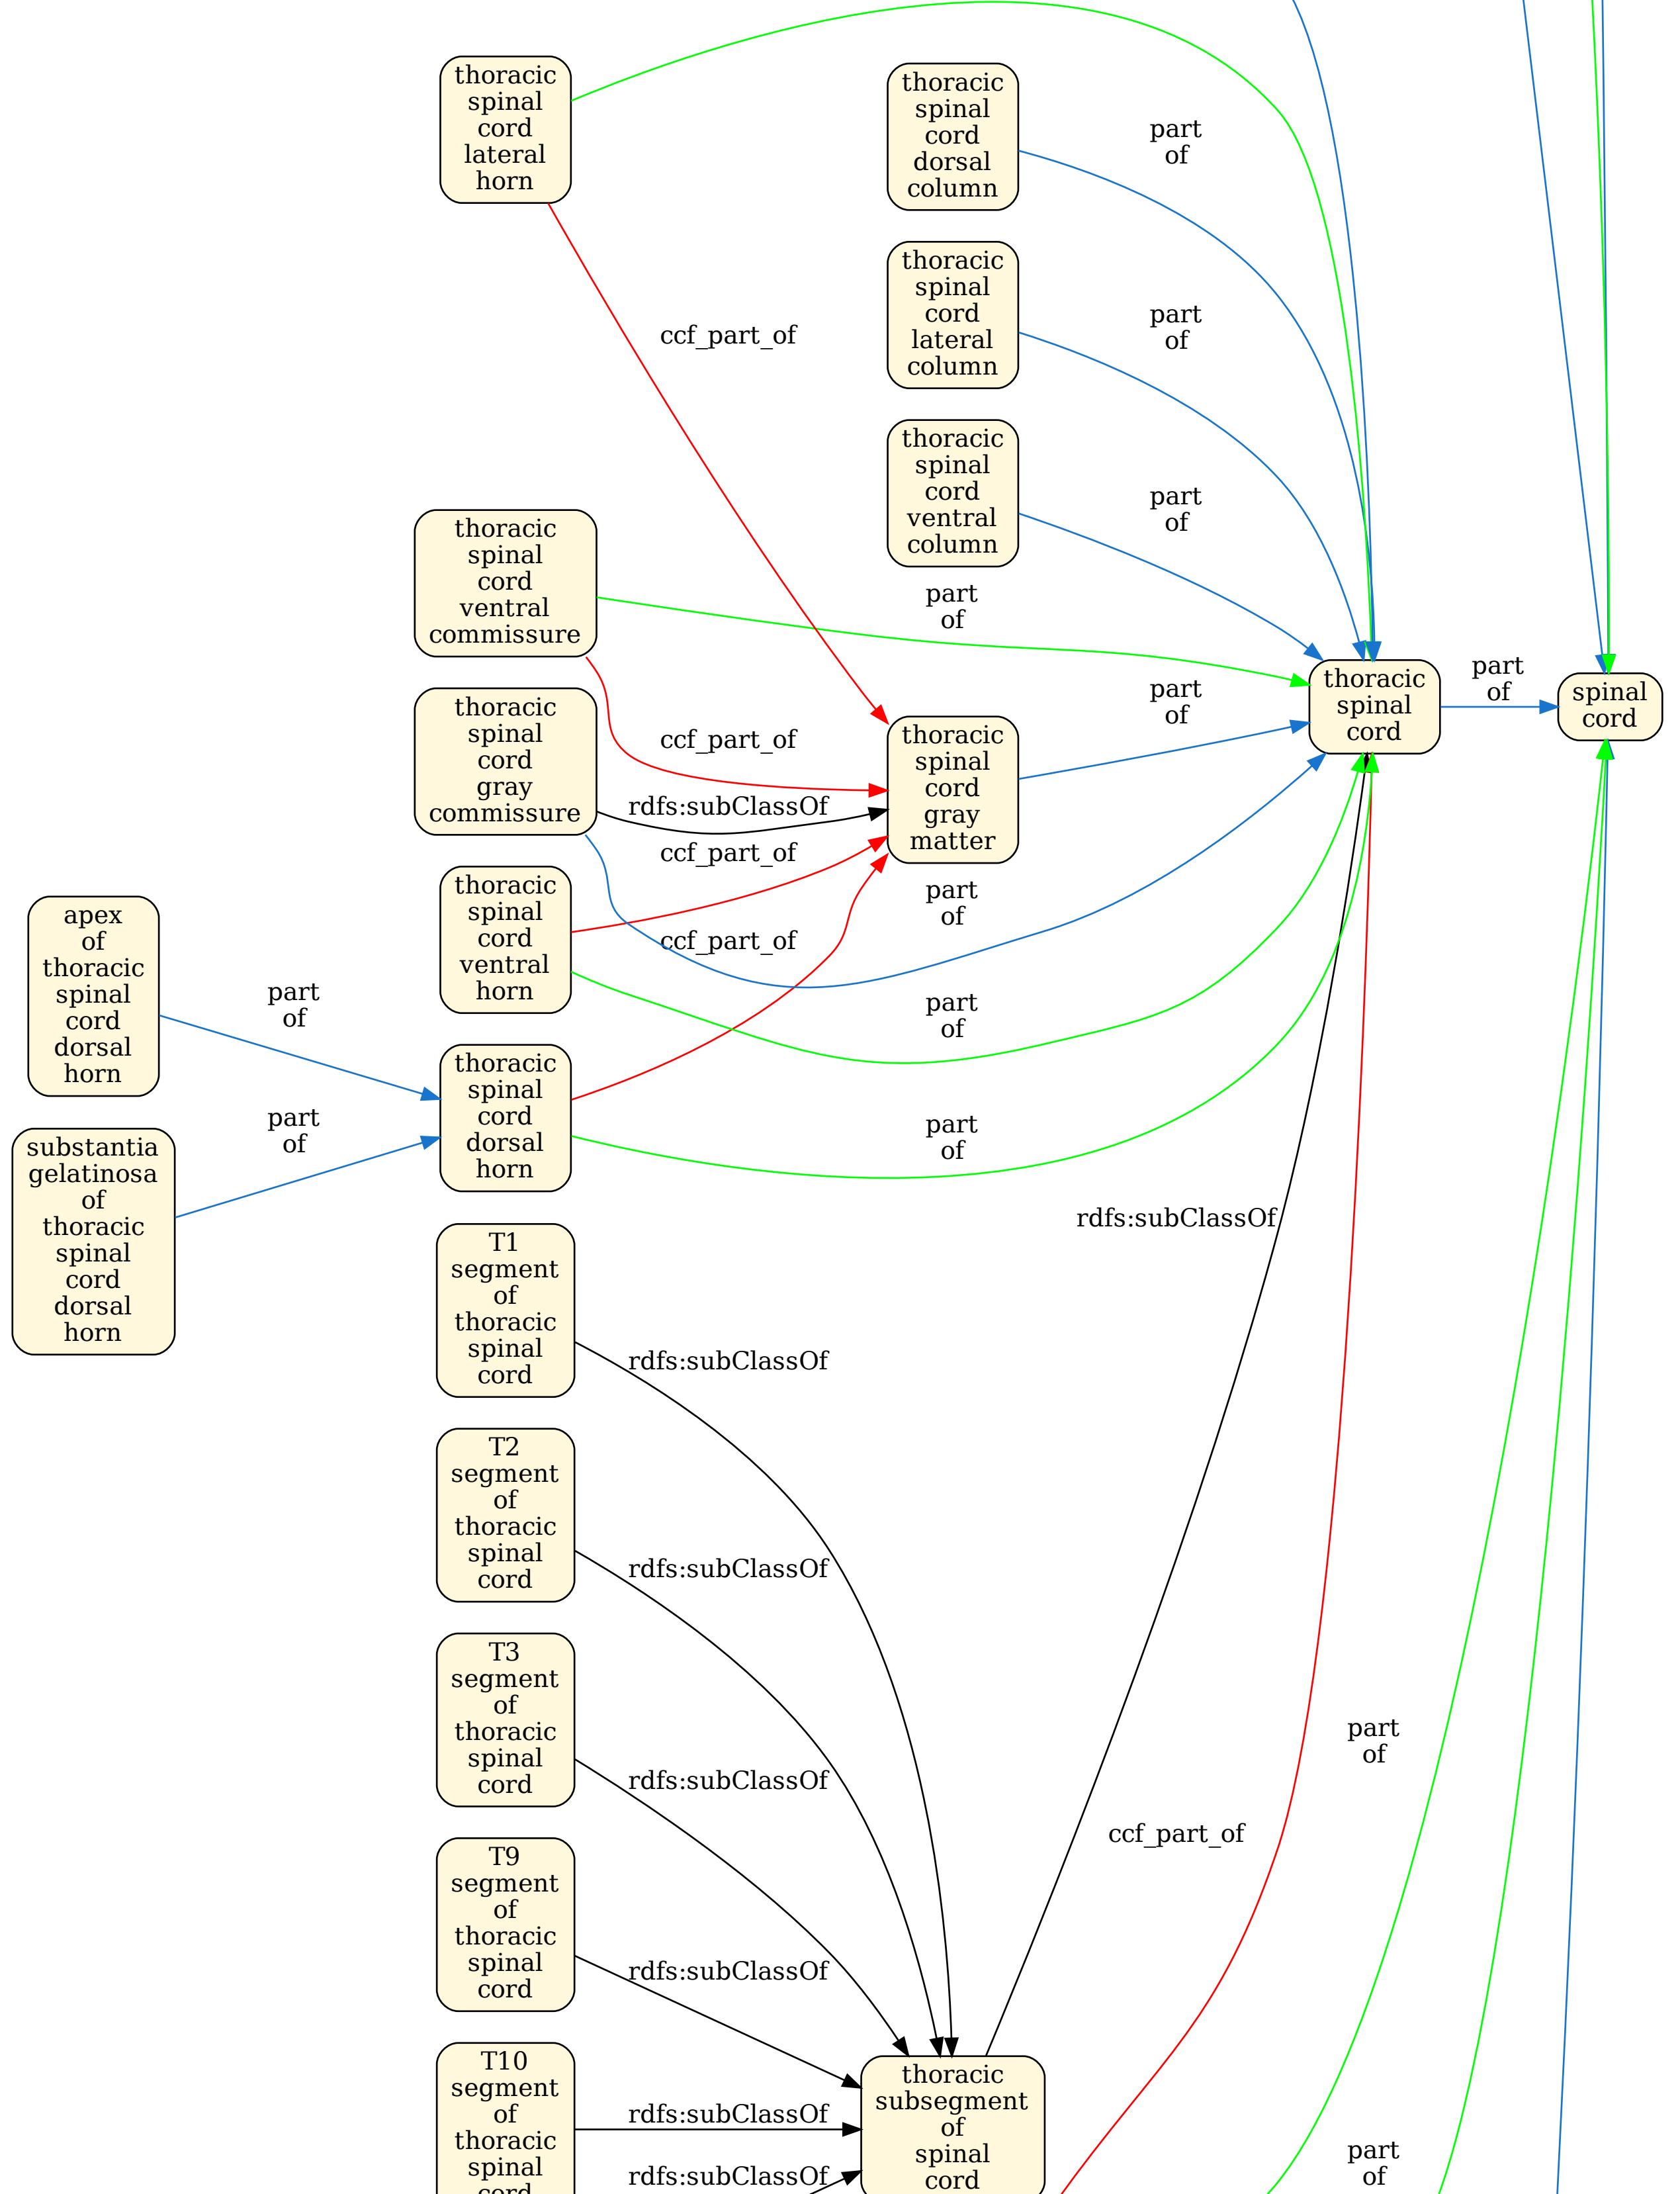 thoracic
spinal
cord
lateral
horn
thoracic
spinal
cord
dorsal
column
part
of
thoracic
spinal
cord
lateral
column
part
of
ccf_part_of
thoracic
spinal
cord
ventral
column
part
of
thoracic
spinal
cord
ventral
commissure
part
of
thoracic
spinal
cord
gray
commissure
ccf_part_of
rdfs:subClassOf
ccf_part_of
thoracic
spinal
cord
gray
matter
part
of
thoracic
spinal
cord
part
of
spinal
cord
thoracic
spinal
cord
ventral
horn
ccf_part_of
part
of
apex
of
thoracic
spinal
cord
dorsal
horn
part
of
part
of
thoracic
spinal
cord
dorsal
horn
part
of
substantia
gelatinosa
of
thoracic
spinal
cord
dorsal
horn
part
of
rdfs:subClassOf
T1
segment
of
thoracic
spinal
cord
rdfs:subClassOf
T2
segment
of
thoracic
spinal
cord
rdfs:subClassOf
T3
segment
of
thoracic
spinal
cord
rdfs:subClassOf
part
of
ccf_part_of
T9
segment
of
thoracic
spinal
cord
rdfs:subClassOf
T10
segment
of
thoracic
spinal
cord
rdfs:subClassOf
rdfs:subClassOf
thoracic
subsegment
of
spinal
cord
part
of